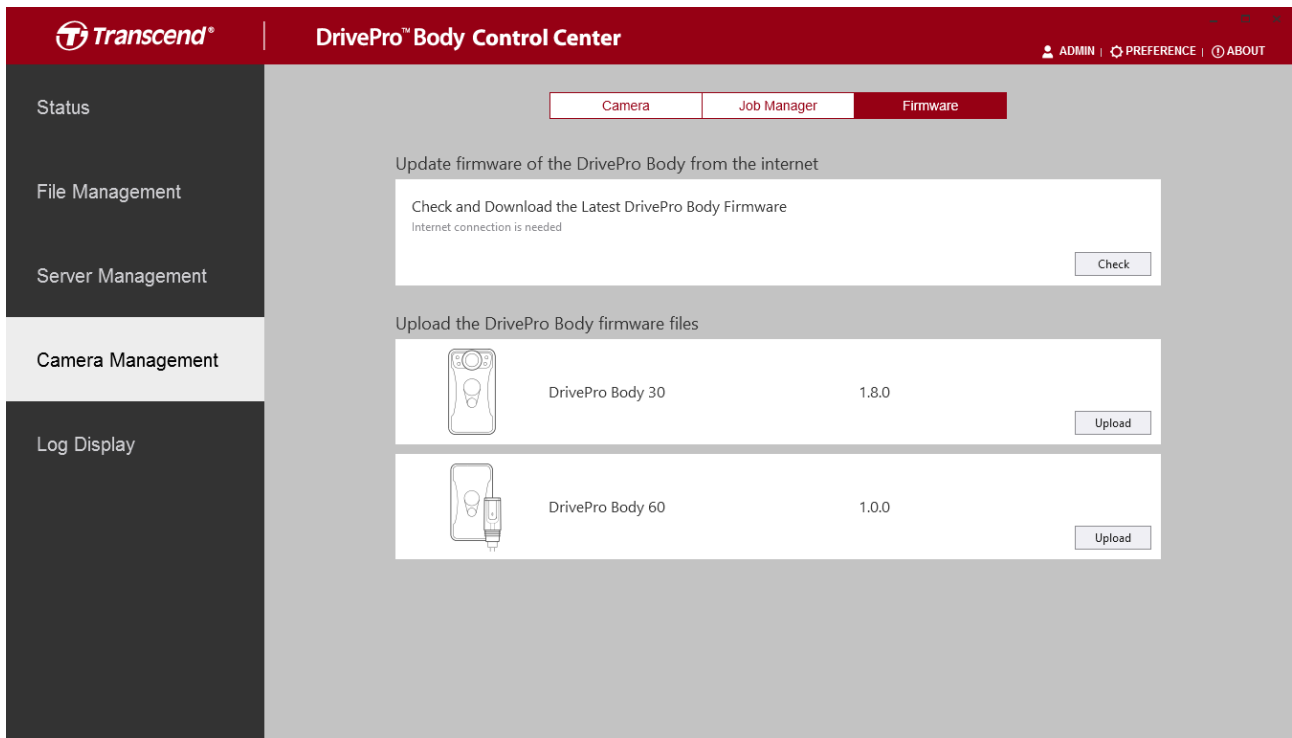 Transcend® DrivePro™ Body Control Center
ADMIN | PREFERENCE | ABOUT
Status
File Management
Server Management
Camera Management
Log Display
Camera Job Manager Firmware
Update firmware of the DrivePro Body from the internet
Check and Download the Latest DrivePro Body Firmware
Internet connection is needed
Check
Upload the DrivePro Body firmware files
DrivePro Body 30 1.8.0
Upload
DrivePro Body 60 1.0.0
Upload